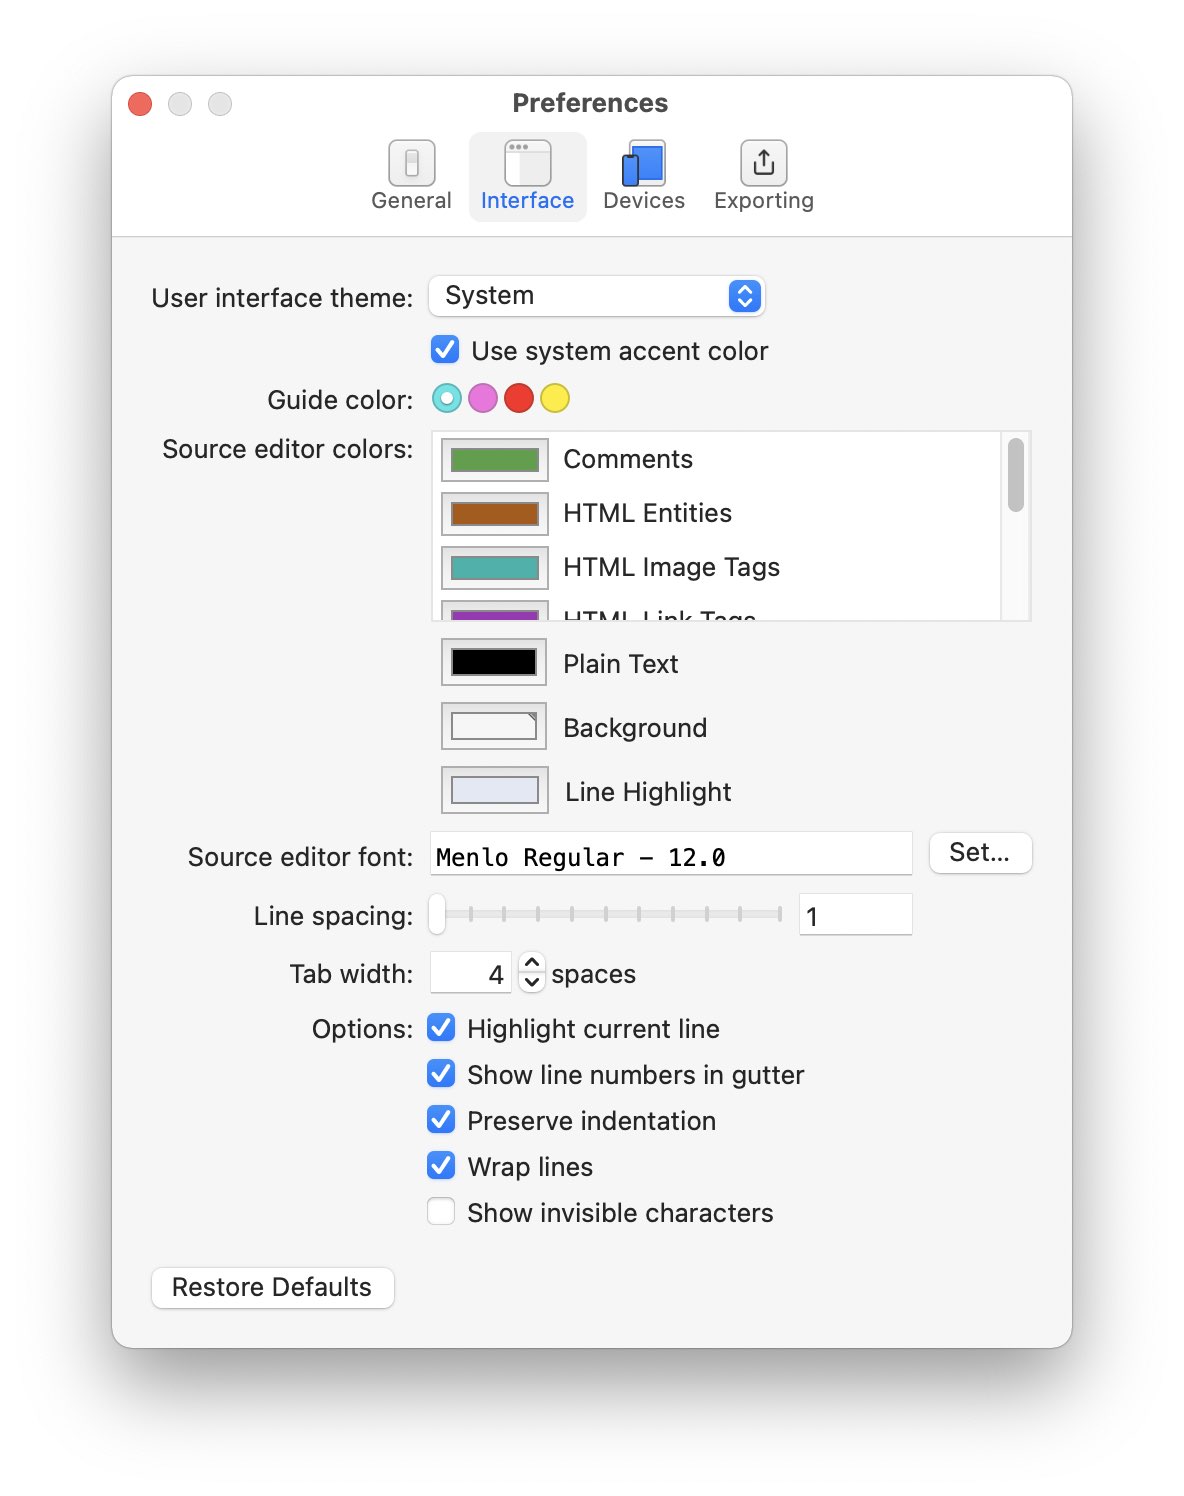 Preferences
General Interface Devices Exporting
User interface theme: System
Use system accent color
Guide color:
Source editor colors: Comments
HTML Entities
HTML Image Tags
HTML Link Tags
Plain Text
Background
Line Highlight
Source editor font: Menlo Regular – 12.0 Set...
Line spacing: 1
Tab width: 4 spaces
Options: Highlight current line
Show line numbers in gutter
Preserve indentation
Wrap lines
Show invisible characters
Restore Defaults